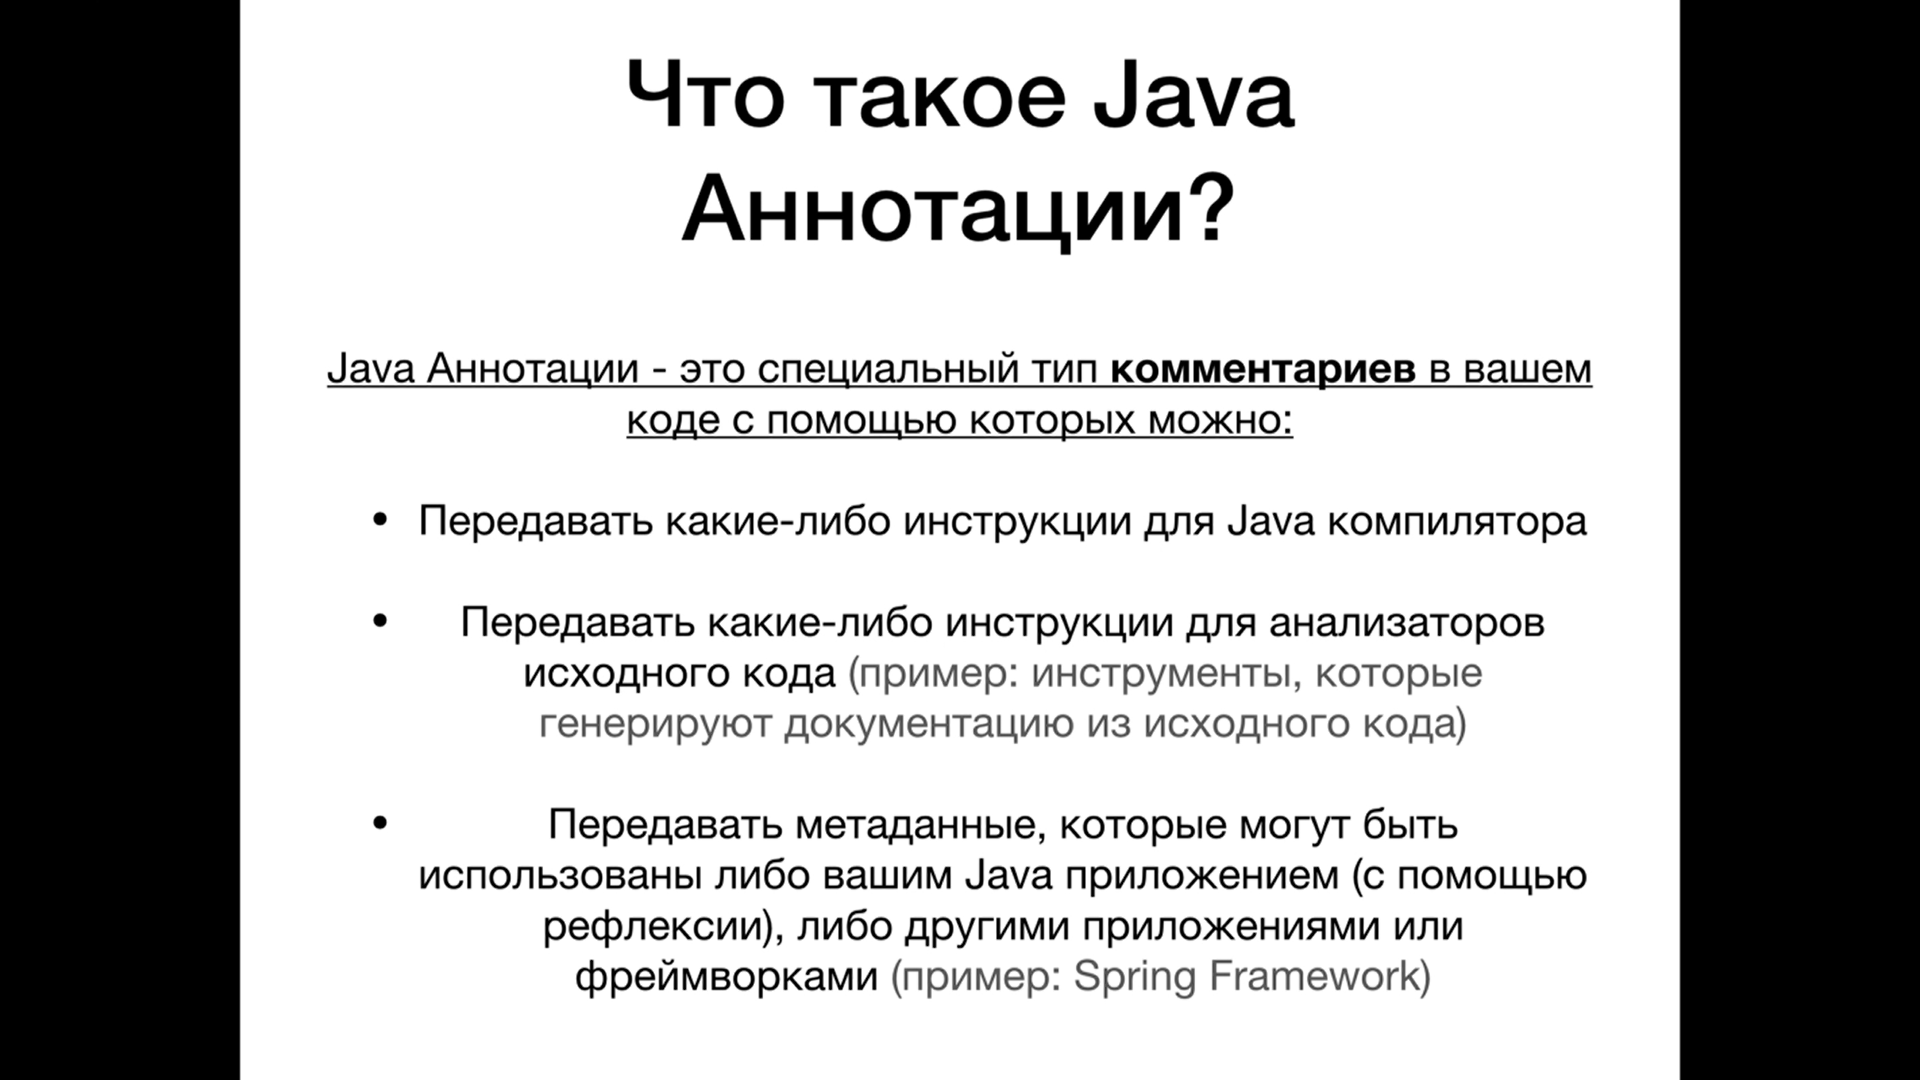 Что такое Java
Аннотации?
Java Аннотации - это специальный тип комментариев в вашем
коде с помощью которых можно:
• Передавать какие-либо инструкции для Java компилятора
• Передавать какие-либо инструкции для анализаторов
исходного кода (пример: инструменты, которые
генерируют документацию из исходного кода)
• Передавать метаданные, которые могут быть
использованы либо вашим Java приложением (с помощью
рефлексии), либо другими приложениями или
фреймворками (пример: Spring Framework)